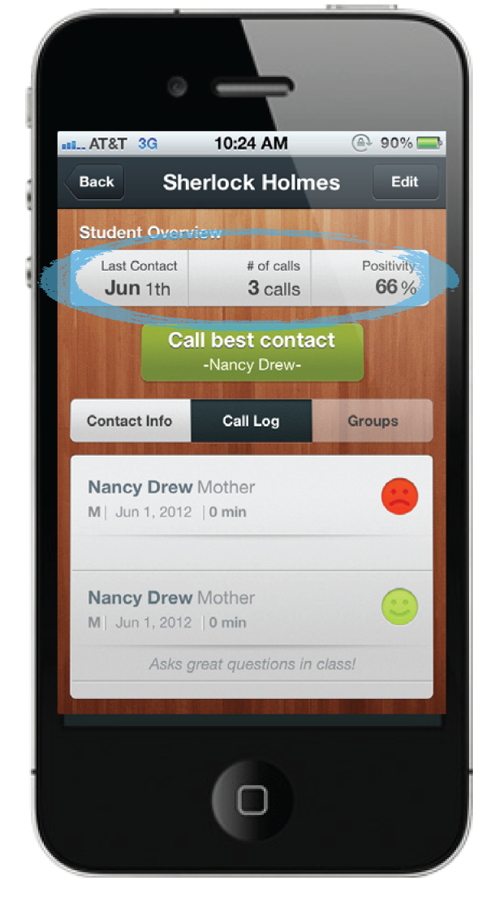 AT&T 3G 10:24 AM 90%
Back Sherlock Holmes Edit
Student Overview
Last Contact # of calls Positivity
Jun 1th 3 calls 66 %
Call best contact
-Nancy Drew-
Contact Info Call Log Groups
Nancy Drew Mother
M | Jun 1, 2012 | 0 min
Nancy Drew Mother
M | Jun 1, 2012 | 0 min
Asks great questions in class!